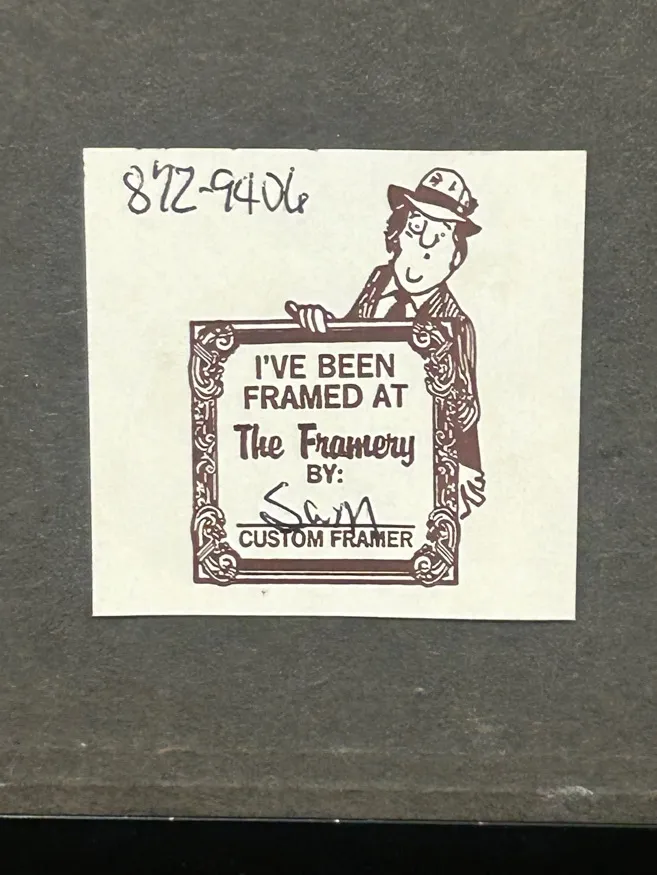 872-9406
I'VE BEEN
FRAMED AT
The Framery
BY:
Sam
CUSTOM FRAMER